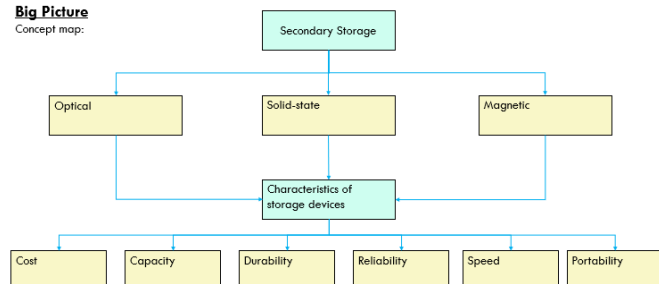 Big Picture
Concept map:
Secondary Storage
Optical
Solid-state
Magnetic
Characteristics of
storage devices
Cost
Capacity
Durability
Reliability
Speed
Portability